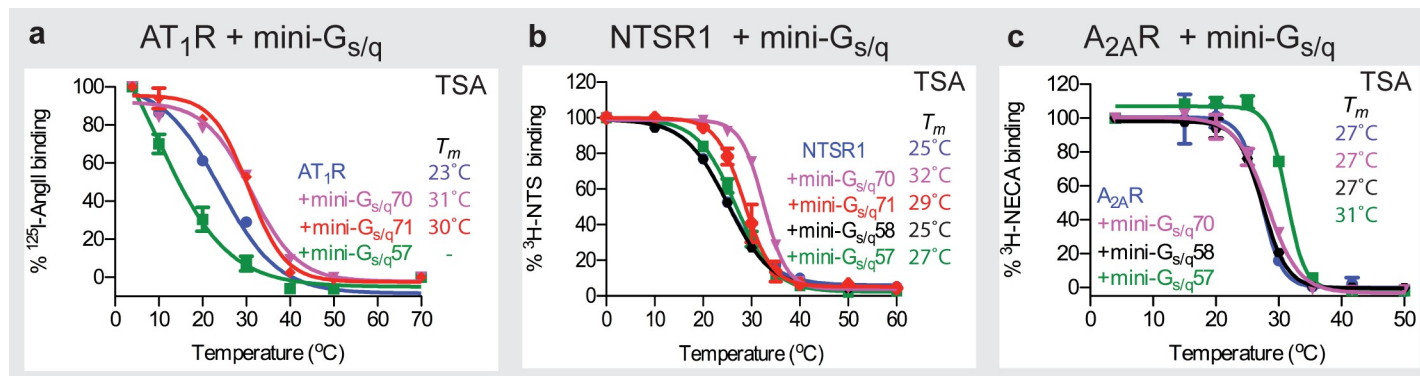 a AT1R + mini-Gs/q
TSA
% 125I-AngII binding
100
80
60
40
20
0
0 10 20 30 40 50 60 70
Temperature (oC)
Tm
AT1R 23°C
+mini-Gs/q70 31°C
+mini-Gs/q71 30°C
+mini-Gs/q57 -
b NTSR1 + mini-Gs/q
TSA
% 3H-NTS binding
120
100
80
60
40
20
0
0 10 20 30 40 50 60
Temperature (oC)
Tm
NTSR1 25°C
+mini-Gs/q70 32°C
+mini-Gs/q71 29°C
+mini-Gs/q58 25°C
+mini-Gs/q57 27°C
c A2AR + mini-Gs/q
TSA
% 3H-NECA binding
120
100
80
60
40
20
0
0 10 20 30 40 50
Temperature (oC)
Tm
27°C
27°C
27°C
31°C
A2AR
+mini-Gs/q70
+mini-Gs/q58
+mini-Gs/q57